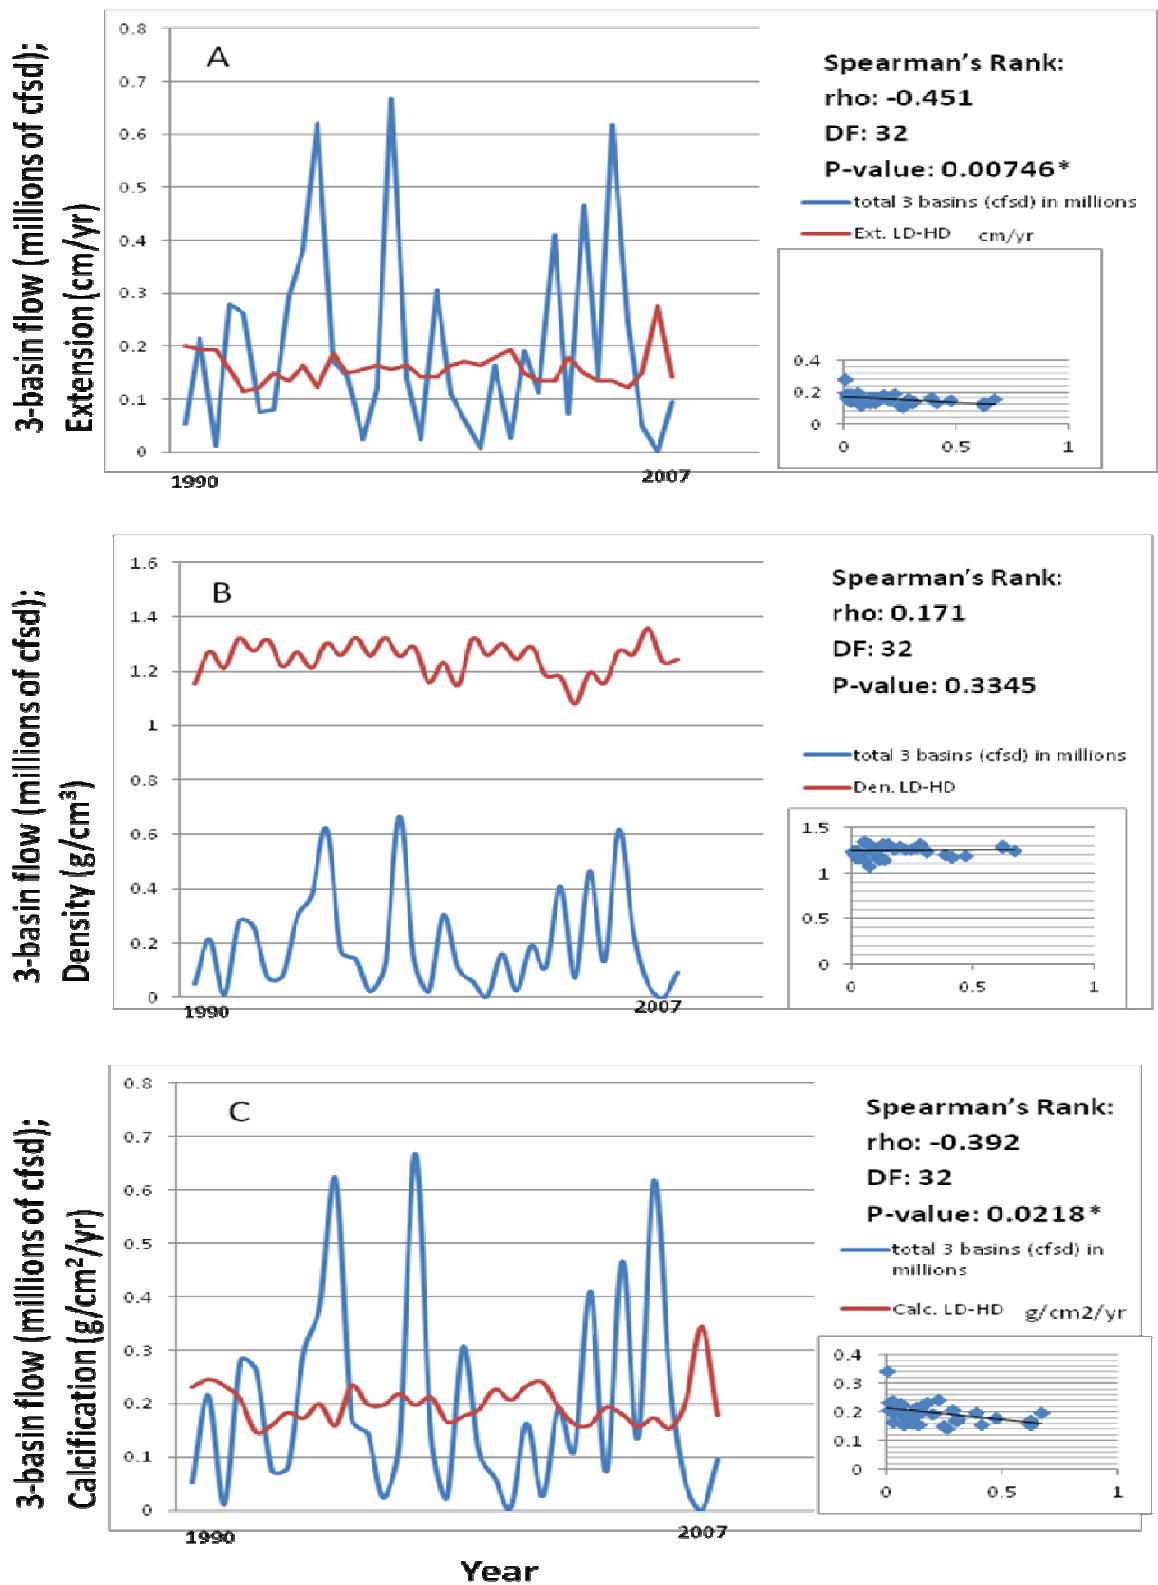 3-basin flow (millions of cfsd);
Extension (cm/yr)
0.8
0.7
0.6
0.5
0.4
0.3
0.2
0.1
0
A
1990
2007
Spearman's Rank:
rho: -0.451
DF: 32
P-value: 0.00746*
total 3 basins (cfsd) in millions
Ext. LD-HD cm/yr
0.4
0.2
0
0 0.5 1
3-basin flow (millions of cfsd);
Density (g/cm³)
1.6
1.4
1.2
1
0.8
0.6
0.4
0.2
0
B
1990
2007
Spearman's Rank:
rho: 0.171
DF: 32
P-value: 0.3345
total 3 basins (cfsd) in millions
Den. LD-HD
1.5
1
0.5
0
0 0.5 1
3-basin flow (millions of cfsd);
Calcification (g/cm²/yr)
0.8
0.7
0.6
0.5
0.4
0.3
0.2
0.1
0
C
1990
2007
Spearman's Rank:
rho: -0.392
DF: 32
P-value: 0.0218*
total 3 basins (cfsd) in
millions
Calc. LD-HD g/cm2/yr
0.4
0.3
0.2
0.1
0
0 0.5 1
Year